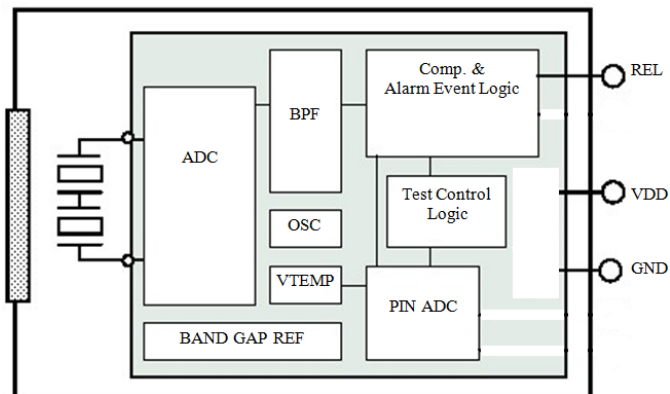 Comp. &
Alarm Event Logic
REL
BPF
ADC
Test Control
Logic
VDD
OSC
VTEMP
GND
PIN ADC
BAND GAP REF